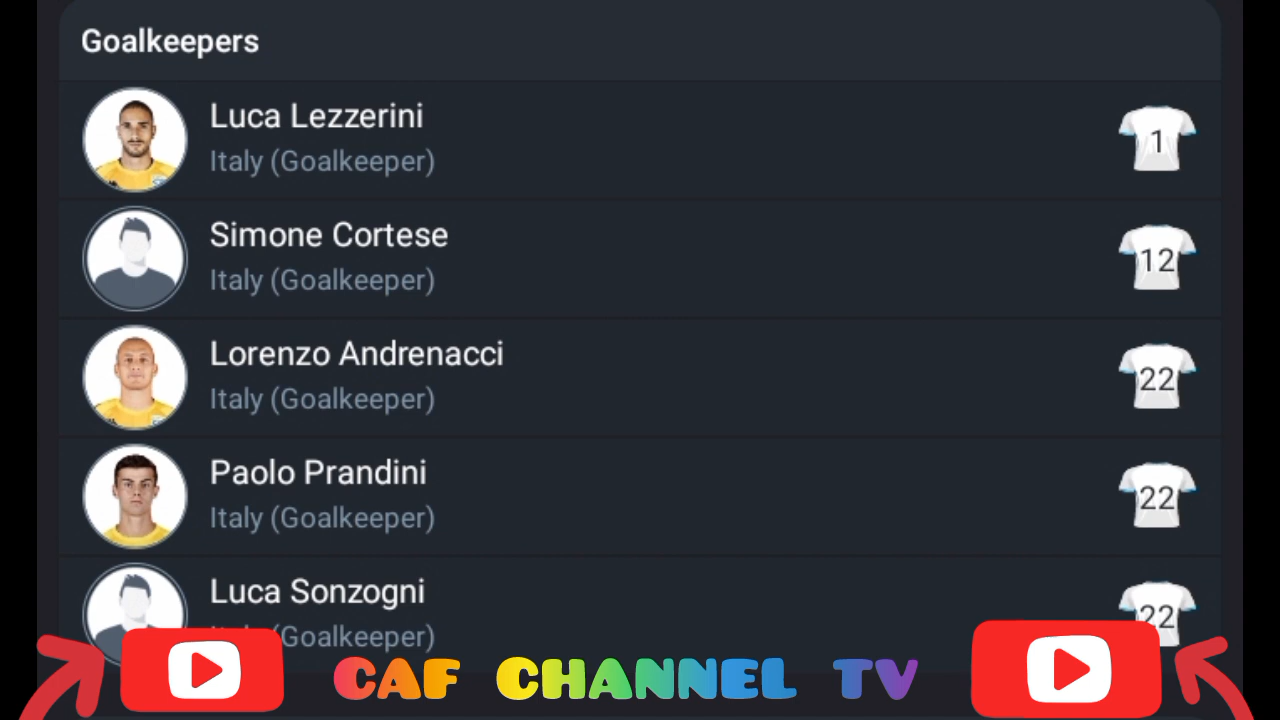 Goalkeepers
Luca Lezzerini
Italy (Goalkeeper)
1
Simone Cortese
Italy (Goalkeeper)
12
Lorenzo Andrenacci
Italy (Goalkeeper)
22
Paolo Prandini
Italy (Goalkeeper)
22
Luca Sonzogni
Italy (Goalkeeper)
22
CAF CHANNEL TV